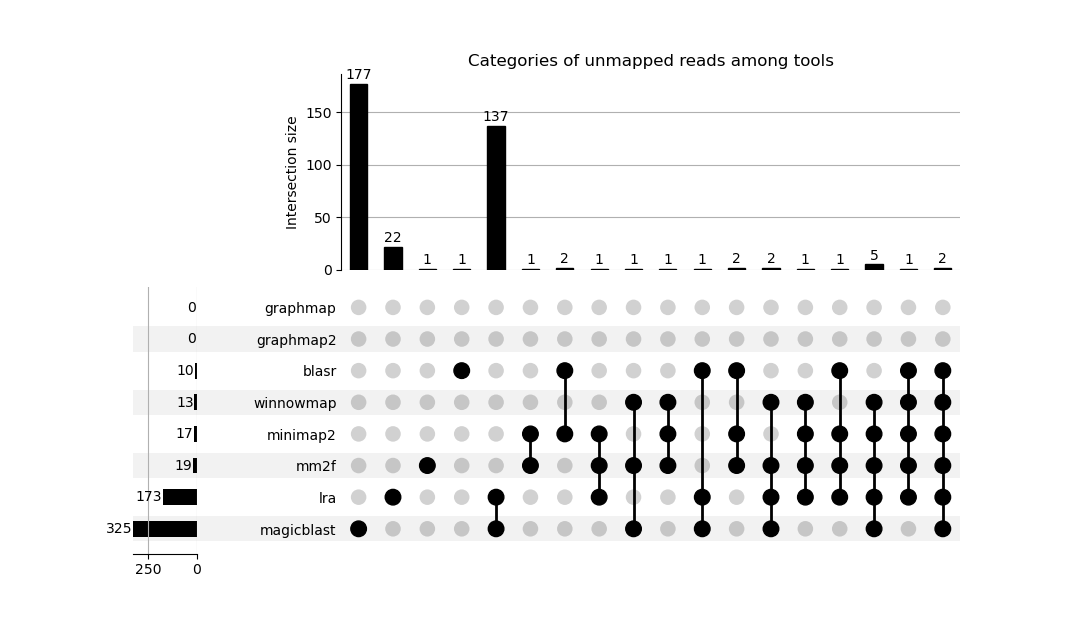 Categories of unmapped reads among tools
177
150
137
Intersection size
100
50
22
1 1 1 2 1 1 1 1 2 2 1 1 5 1 2
0
0 graphmap
0 graphmap2
10 blasr
13 winnowmap
17 minimap2
19 mm2f
173 lra
325 magicblast
250 0